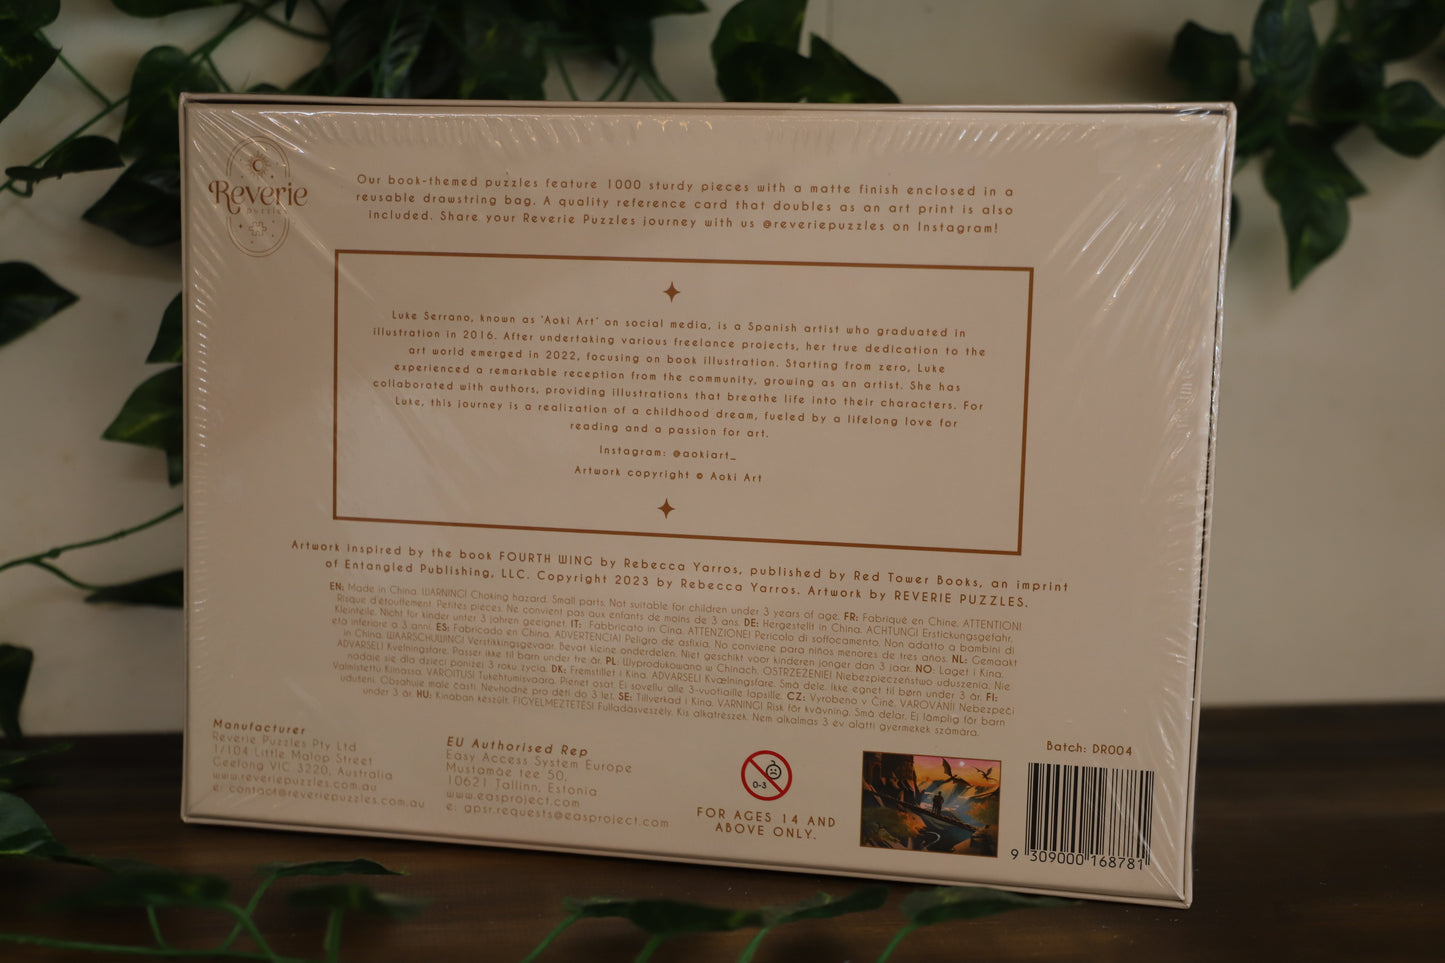 Reverie
puzzles
Our book-themed puzzles feature 1000 sturdy pieces with a matte finish enclosed in a
reusable drawstring bag. A quality reference card that doubles as an art print is also
included. Share your Reverie Puzzles journey with us @reveriepuzzles on Instagram!
Luke Serrano, known as 'Aoki Art' on social media, is a Spanish artist who graduated in
illustration in 2016. After undertaking various freelance projects, her true dedication to the
art world emerged in 2022, focusing on book illustration. Starting from zero, Luke
experienced a remarkable reception from the community, growing as an artist. She has
collaborated with authors, providing illustrations that breathe life into their characters. For
Luke, this journey is a realization of a childhood dream, fueled by a lifelong love for
reading and a passion for art.
Instagram: @aokiart_
Artwork copyright © Aoki Art
Artwork inspired by the book FOURTH WING by Rebecca Yarros, published by Red Tower Books, an imprint
of Entangled Publishing, LLC. Copyright 2023 by Rebecca Yarros. Artwork by REVERIE PUZZLES.
EN: Made in China. WARNING! Choking hazard. Small parts. Not suitable for children under 3 years of age. FR: Fabriqué en Chine. ATTENTION!
Risque d'étouffement. Petites pièces. Ne convient pas aux enfants de moins de 3 ans. DE: Hergestellt in China. ACHTUNG! Erstickungsgefahr.
Kleinteile. Nicht für kinder unter 3 jahren geeignet. IT: Fabbricato in Cina. ATTENZIONE! Pericolo di soffocamento. Non adatto a bambini di
età inferiore a 3 anni. ES: Fabricado en China. ADVERTENCIA! Peligro de asfixia. No conviene para niños menores de tres años. NL: Gemaakt
in China. WAARSCHUWING! Verstikkingsgevaar. Bevat kleine onderdelen. Niet geschikt voor kinderen jonger dan 3 jaar. NO: Laget i Kina.
ADVARSEL! Kvelningsfare. Passer ikke til barn under tre år. PL: Wyprodukowano w Chinach. OSTRZEZENIE! Niebezpieczenstwo uduszenia. Nie
nadaje sie dla dzieci ponizej 3 roku zycia. DK: Fremstillet i Kina. ADVARSEL! Kvælningsfare. Små dele. Ikke egnet til børn under 3 år. FI:
Valmistettu Kiinassa. VAROITUS! Tukehtumisvaara. Pienet osat. Ei sovellu alle 3-vuotiaille lapsille. CZ: Vyrobeno v Číně. VAROVANI! Nebezpečí
udušení. Obsahuje malé části. Nevhodné pro děti do 3 let. SE: Tillverkad i Kina. VARNING! Risk för kvävning. Små delar. Ej lämplig för barn
under 3 år. HU: Kínában készült. FIGYELMEZTETÉS! Fulladásveszély. Kis alkatrészek. Nem alkalmas 3 év alatti gyermekek számára.
Manufacturer
Reverie Puzzles Pty Ltd
1/104 Little Malop Street
Geelong VIC 3220, Australia
www.reveriepuzzles.com.au
e: contact@reveriepuzzles.com.au
EU Authorised Rep
Easy Access System Europe
Mustamäe tee 50,
10621 Tallinn, Estonia
www.easproject.com
e: gpsr.requests@easproject.com
0-3
FOR AGES 14 AND
ABOVE ONLY.
Batch: DR004
9 309000 168781